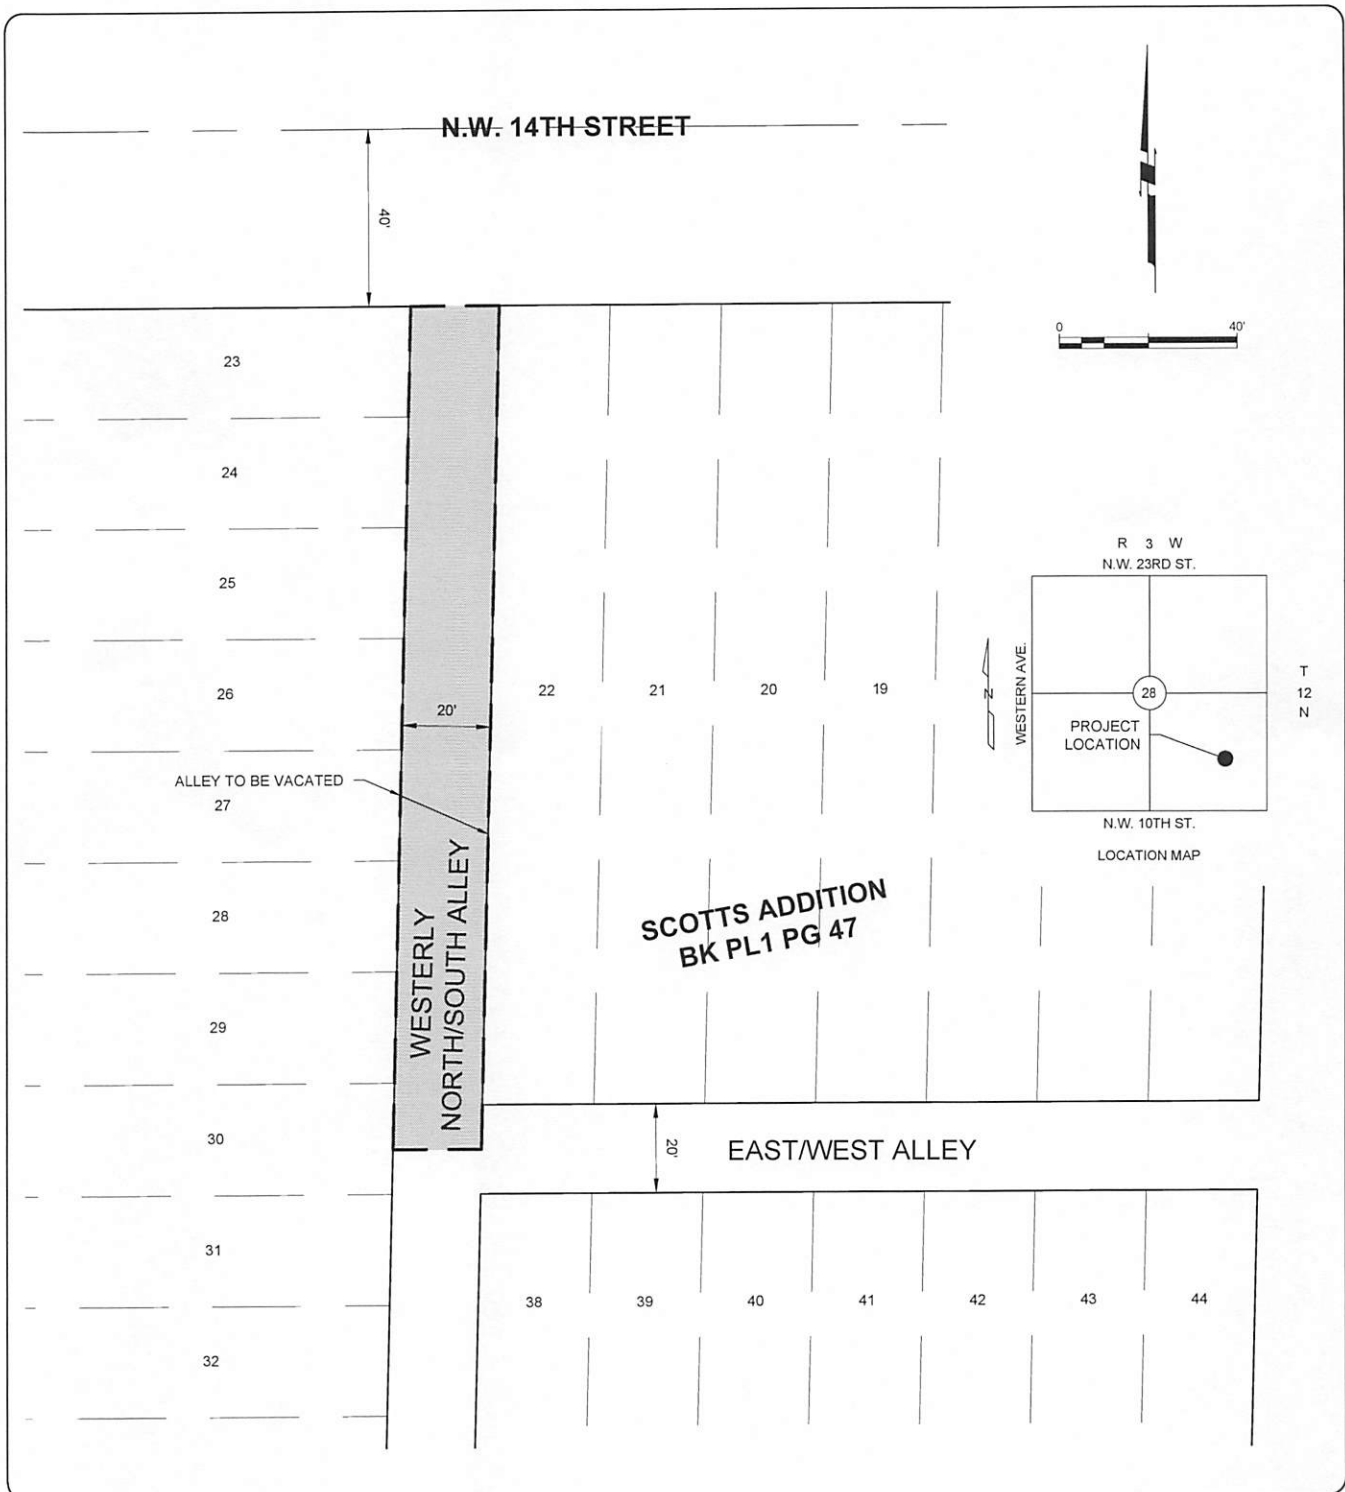 N.W. 14TH STREET
40'
0 40'
23
24
25
26
27
28
29
30
31
32
22 21 20 19
20'
ALLEY TO BE VACATED
WESTERLY
NORTH/SOUTH ALLEY
SCOTTS ADDITION
BK PL1 PG 47
R 3 W
N.W. 23RD ST.
WESTERN AVE.
N
28
T
12
N
PROJECT
LOCATION
N.W. 10TH ST.
LOCATION MAP
20'
EAST/WEST ALLEY
38 39 40 41 42 43 44